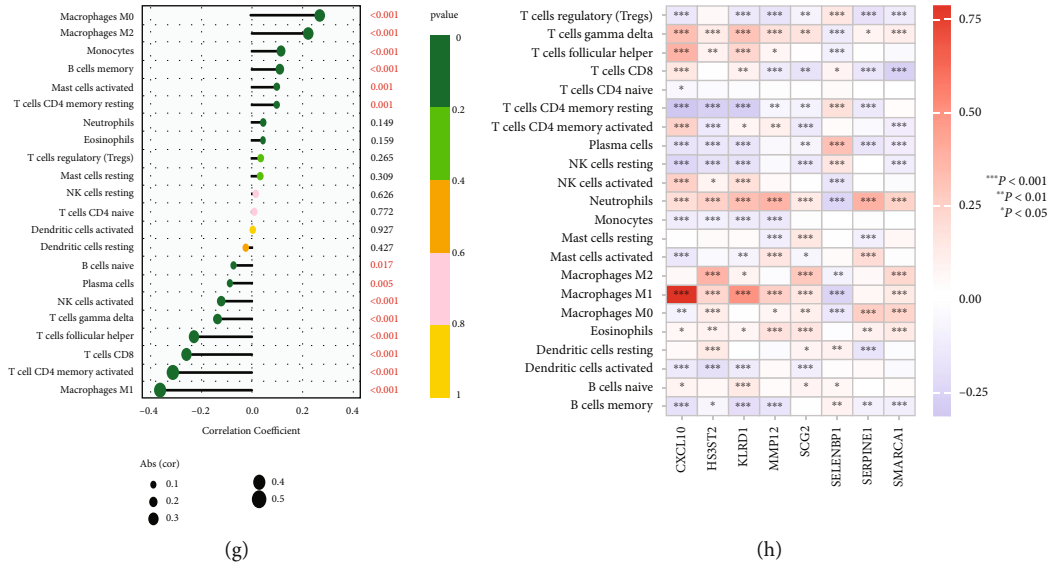 Macrophages M0 <0.001
Macrophages M2 <0.001
Monocytes <0.001
B cells memory <0.001
Mast cells activated 0.001
T cells CD4 memory resting 0.001
Neutrophils 0.149
Eosinophils 0.159
T cells regulatory (Tregs) 0.265
Mast cells resting 0.309
NK cells resting 0.626
T cells CD4 naive 0.772
Dendritic cells activated 0.927
Dendritic cells resting 0.427
B cells naive 0.017
Plasma cells 0.005
NK cells activated <0.001
T cells gamma delta <0.001
T cells follicular helper <0.001
T cells CD8 <0.001
T cell CD4 memory activated <0.001
Macrophages M1 <0.001
−0.4 −0.2 0.0 0.2 0.4
Correlation Coefficient
pvalue
0
0.2
0.4
0.6
0.8
1
Abs (cor)
0.1
0.2
0.3
0.4
0.5
(g)
T cells regulatory (Tregs) *** *** *** ** *** *** ***
T cells gamma delta *** *** *** *** ** *** * ***
T cells follicular helper *** ** *** * ***
T cells CD8 *** ** *** ** * *** ***
T cells CD4 naive *
T cells CD4 memory resting *** *** *** ** ** *** ***
T cells CD4 memory activated *** *** * ** *** ***
Plasma cells *** *** *** ** *** *** ***
NK cells resting *** *** *** *** *** ***
NK cells activated *** * *** ***
Neutrophils *** *** *** *** *** *** *** ***
Monocytes *** *** *** ***
Mast cells resting *** *** ***
Mast cells activated *** ** *** * ***
Macrophages M2 *** * *** ** ***
Macrophages M1 *** *** *** *** *** *** ***
Macrophages M0 ** *** * ** *** *** ***
Eosinophils * ** * *** *** ** ***
Dendritic cells resting *** * ** ***
Dendritic cells activated *** *** *** ***
B cells naive * *** * *
B cells memory *** * *** *** ** ** ***
CXCL10
HS3ST2
KLRD1
MMP12
SCG2
SELENBP1
SERPINE1
SMARCA1
0.75
0.50
0.25
0.00
−0.25
***P < 0.001
**P < 0.01
*P < 0.05
(h)